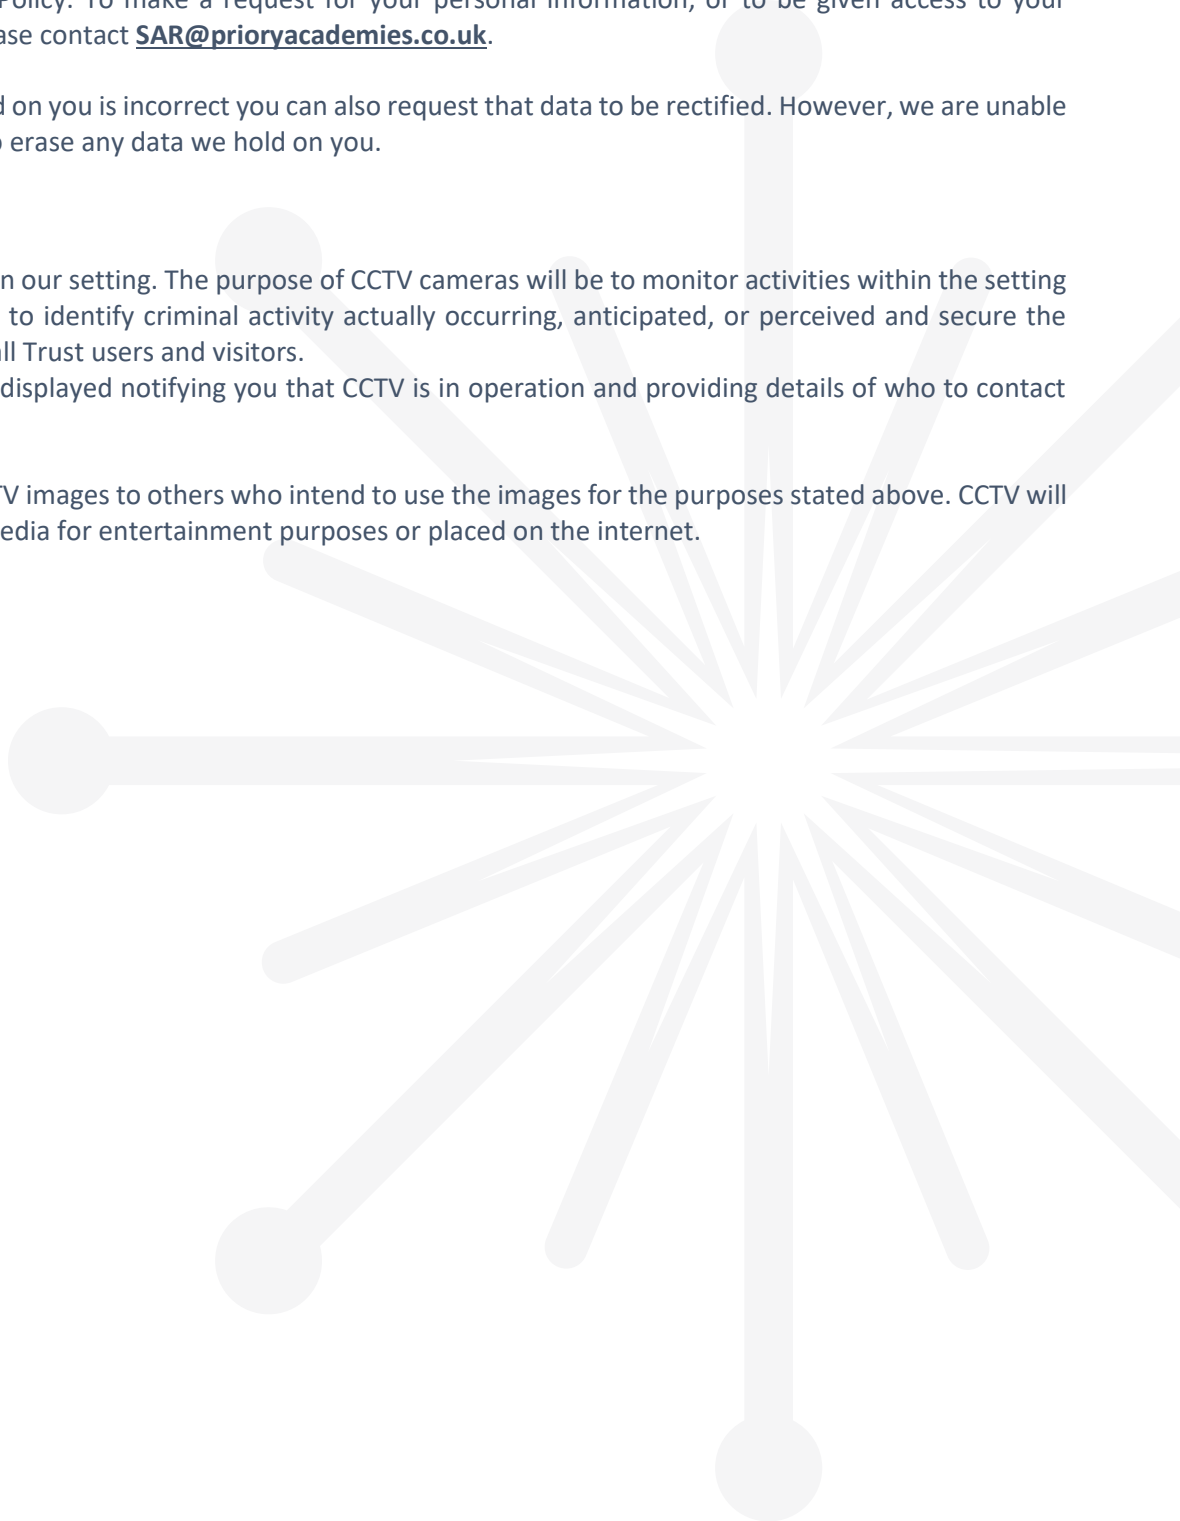 Policy. To make a request for your personal information, or to be given access to your
ase contact SAR@prioryacademies.co.uk.
d on you is incorrect you can also request that data to be rectified. However, we are unable
o erase any data we hold on you.
n our setting. The purpose of CCTV cameras will be to monitor activities within the setting
to identify criminal activity actually occurring, anticipated, or perceived and secure the
all Trust users and visitors.
displayed notifying you that CCTV is in operation and providing details of who to contact
TV images to others who intend to use the images for the purposes stated above. CCTV will
edia for entertainment purposes or placed on the internet.